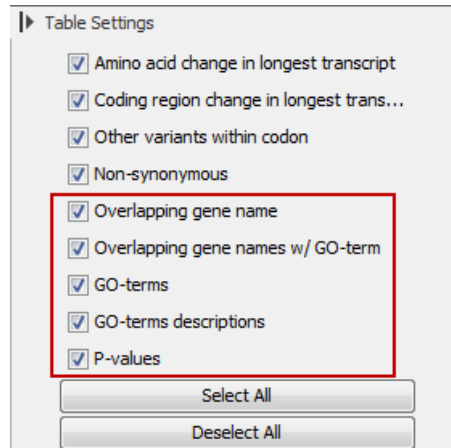 Table Settings
Amino acid change in longest transcript
Coding region change in longest trans...
Other variants within codon
Non-synonymous
Overlapping gene name
Overlapping gene names w/ GO-term
GO-terms
GO-terms descriptions
P-values
Select All
Deselect All